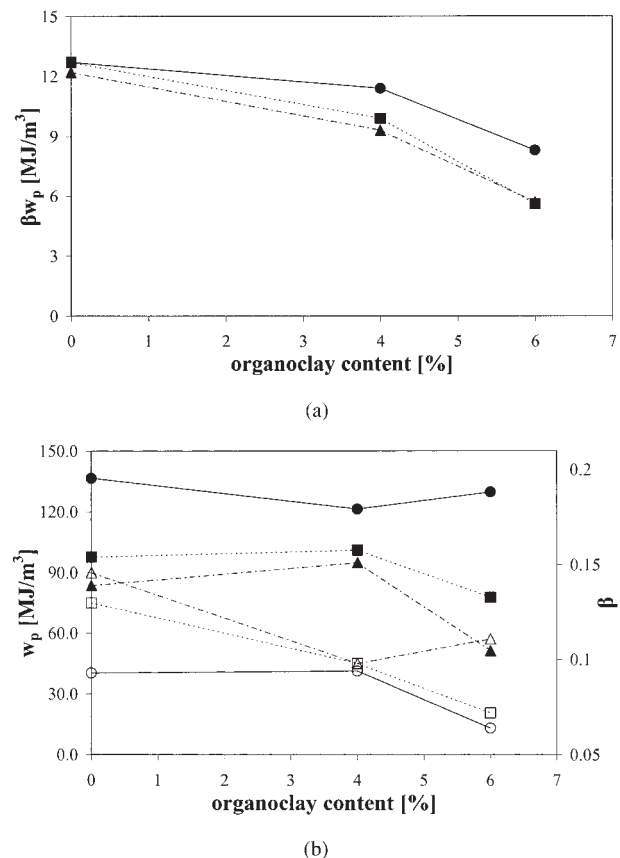 15
12
9
6
3
0
βw_p [MJ/m³]
0 1 2 3 4 5 6 7
organoclay content [%]
(a)
150.0
120.0
90.0
60.0
30.0
0.0
w_p [MJ/m³]
0.2
0.15
0.1
0.05
β
0 1 2 3 4 5 6 7
organoclay content [%]
(b)